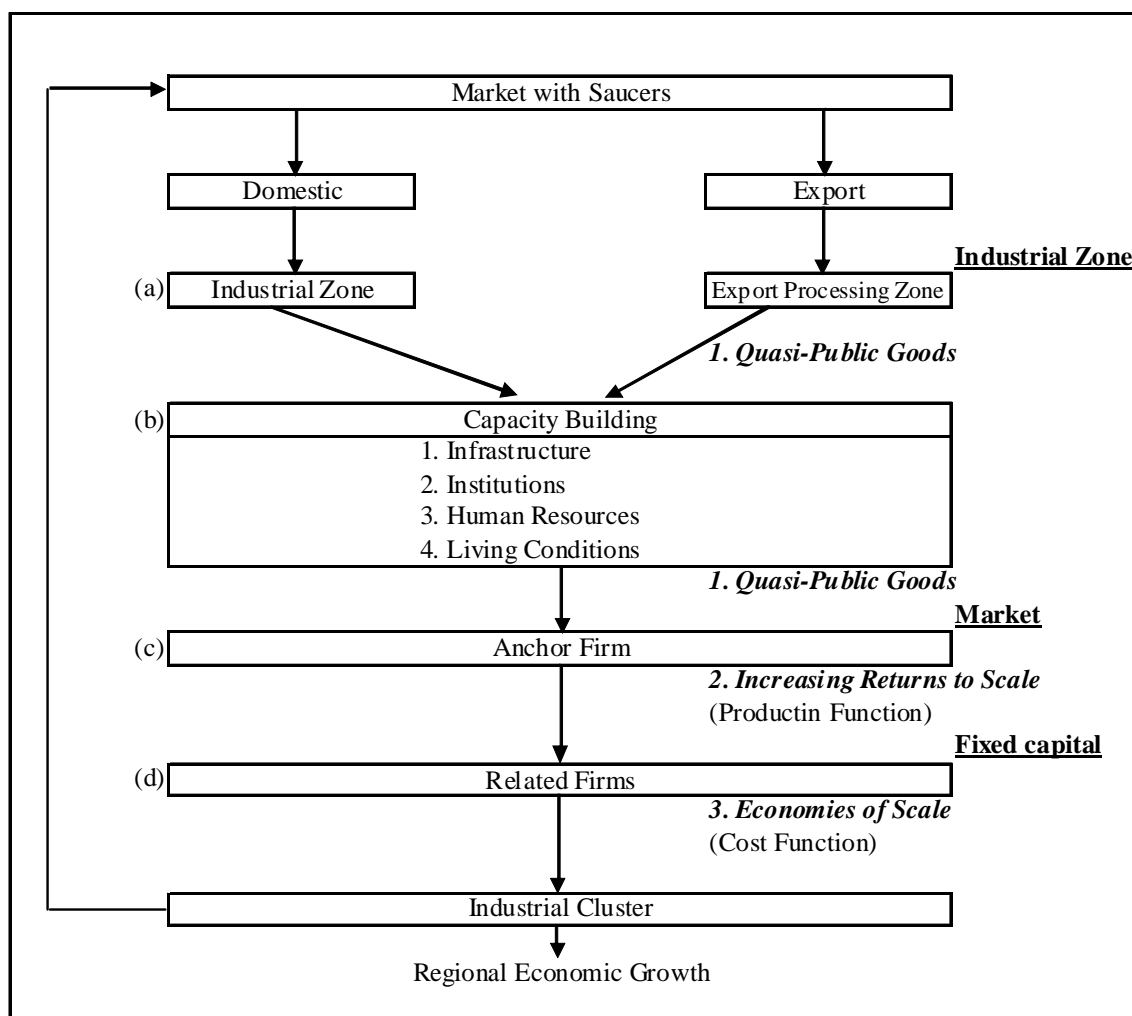 Market with Saucers
Domestic
Export
Industrial Zone
(a)
Industrial Zone
Export Processing Zone
1. Quasi-Public Goods
(b)
Capacity Building
1. Infrastructure
2. Institutions
3. Human Resources
4. Living Conditions
1. Quasi-Public Goods
Market
(c)
Anchor Firm
2. Increasing Returns to Scale
(Productin Function)
Fixed capital
(d)
Related Firms
3. Economies of Scale
(Cost Function)
Industrial Cluster
Regional Economic Growth